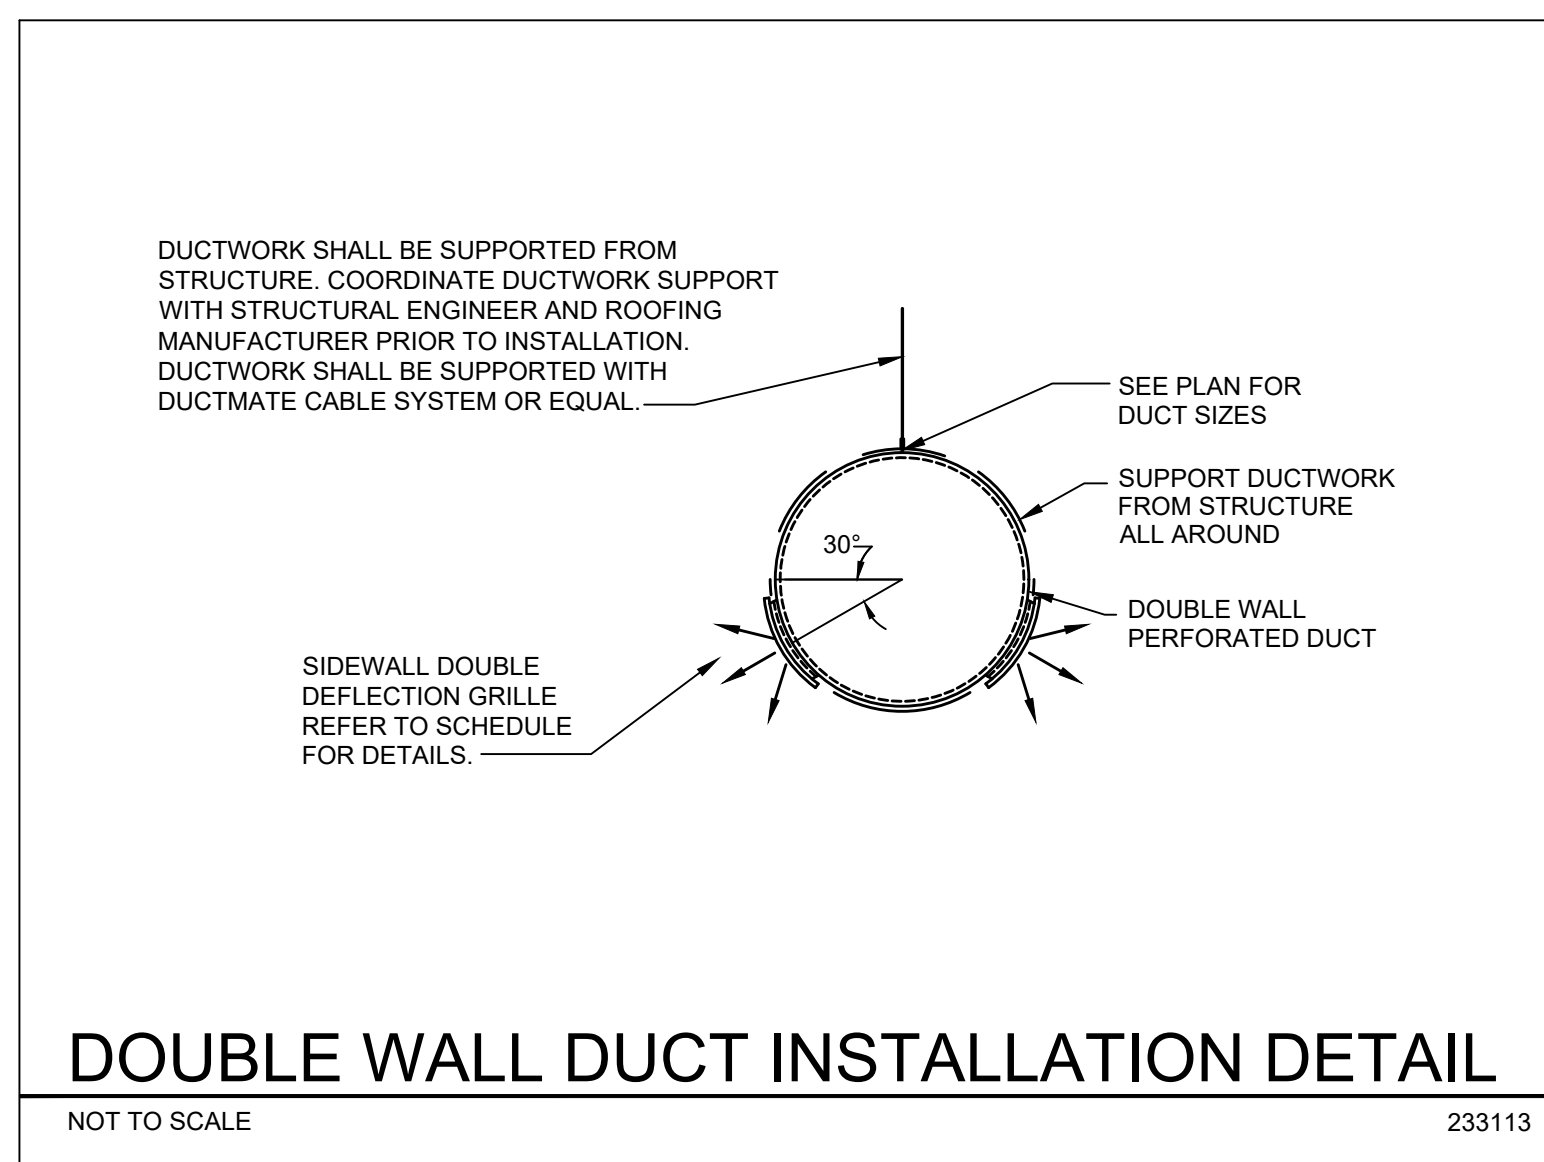 DUCTWORK SHALL BE SUPPORTED FROM
STRUCTURE. COORDINATE DUCTWORK SUPPORT
WITH STRUCTURAL ENGINEER AND ROOFING
MANUFACTURER PRIOR TO INSTALLATION.
DUCTWORK SHALL BE SUPPORTED WITH
DUCTMATE CABLE SYSTEM OR EQUAL.
SEE PLAN FOR
DUCT SIZES
SUPPORT DUCTWORK
FROM STRUCTURE
ALL AROUND
30°
DOUBLE WALL
PERFORATED DUCT
SIDEWALL DOUBLE
DEFLECTION GRILLE
REFER TO SCHEDULE
FOR DETAILS.
DOUBLE WALL DUCT INSTALLATION DETAIL
NOT TO SCALE
233113